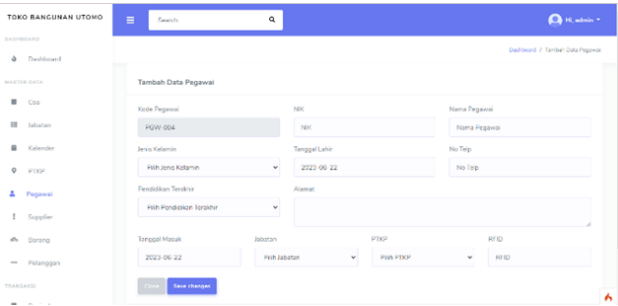 TOKO BANGUNAN UTOMO
Search
Hi, admin
DASHBOARD
Dashboard
Dashboard / Tambah Data Pegawai
MASTER DATA
Coa
Jabatan
Kalender
PTKP
Pegawai
Supplier
Barang
Pelanggan
TRANSAKSI
Tambah Data Pegawai
Kode Pegawai
NIK
Nama Pegawai
PGW-004
NIK
Nama Pegawai
Jenis Kelamin
Tanggal Lahir
No Telp
Pilih Jenis Kelamin
2023-06-22
No Telp
Pendidikan Terakhir
Alamat
Pilih Pendidikan Terakhir
Tanggal Masuk
Jabatan
PTKP
RFID
2023-06-22
Pilih Jabatan
Pilih PTKP
RFID
Close
Save changes